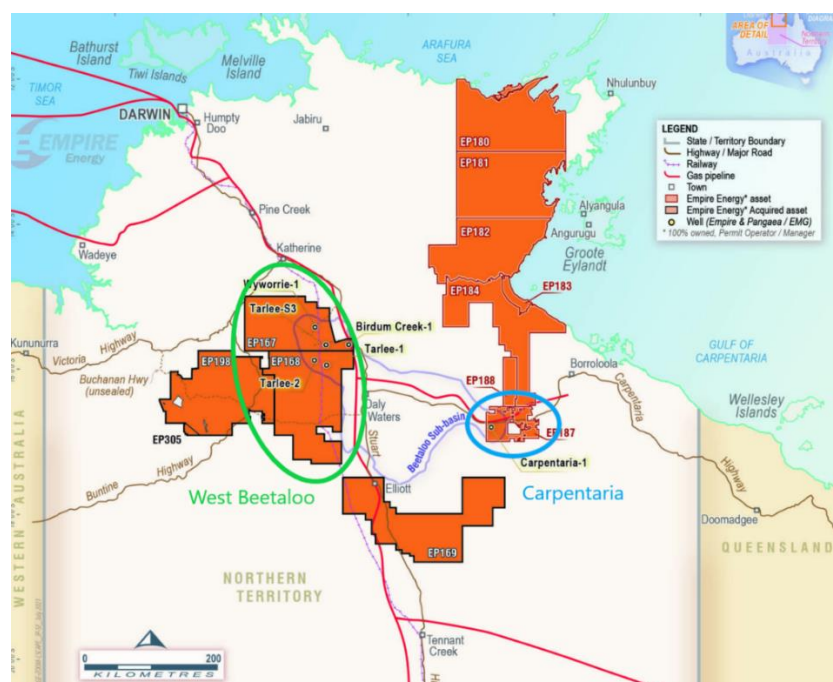 Bathurst
Island
Melville
Island
Tiwi Islands
ARAFURA
SEA
AREA OF
DETAIL
Northern
Territory
Australia
TIMOR
SEA
DARWIN
Humpty
Doo
Jabiru
Nhulunbuy
EMPIRE
Energy
EP180
EP181
EP182
EP184
EP183
LEGEND
State / Territory Boundary
Highway / Major Road
Railway
Gas pipeline
Town
Empire Energy* asset
Empire Energy* Acquired asset
Well (Empire & Pangaea / EMG)
* 100% owned, Permit Operator / Manager
Pine Creek
Alyangula
Angurugu
Groote
Eylandt
Wadeye
Katherine
Wyworrie-1
Tarlee-S3
Birdum Creek-1
Tarlee-1
EP167
EP168
EP198
Tarlee-2
Kununurra
Victoria Highway
Buchanan Hwy
(unsealed)
EP305
Daly
Waters
Stuart
EP188
EP187
Borroloola
GULF OF
CARPENTARIA
Wellesley
Islands
Carpentaria
Highway
Beetaloo Sub-basin
Carpentaria-1
West Beetaloo
Carpentaria
Buntine Highway
Elliott
EP169
Doomadgee
WESTERN AUSTRALIA
NORTHERN
TERRITORY
QUEENSLAND
Tennant
Creek
0 200
KILOMETRES